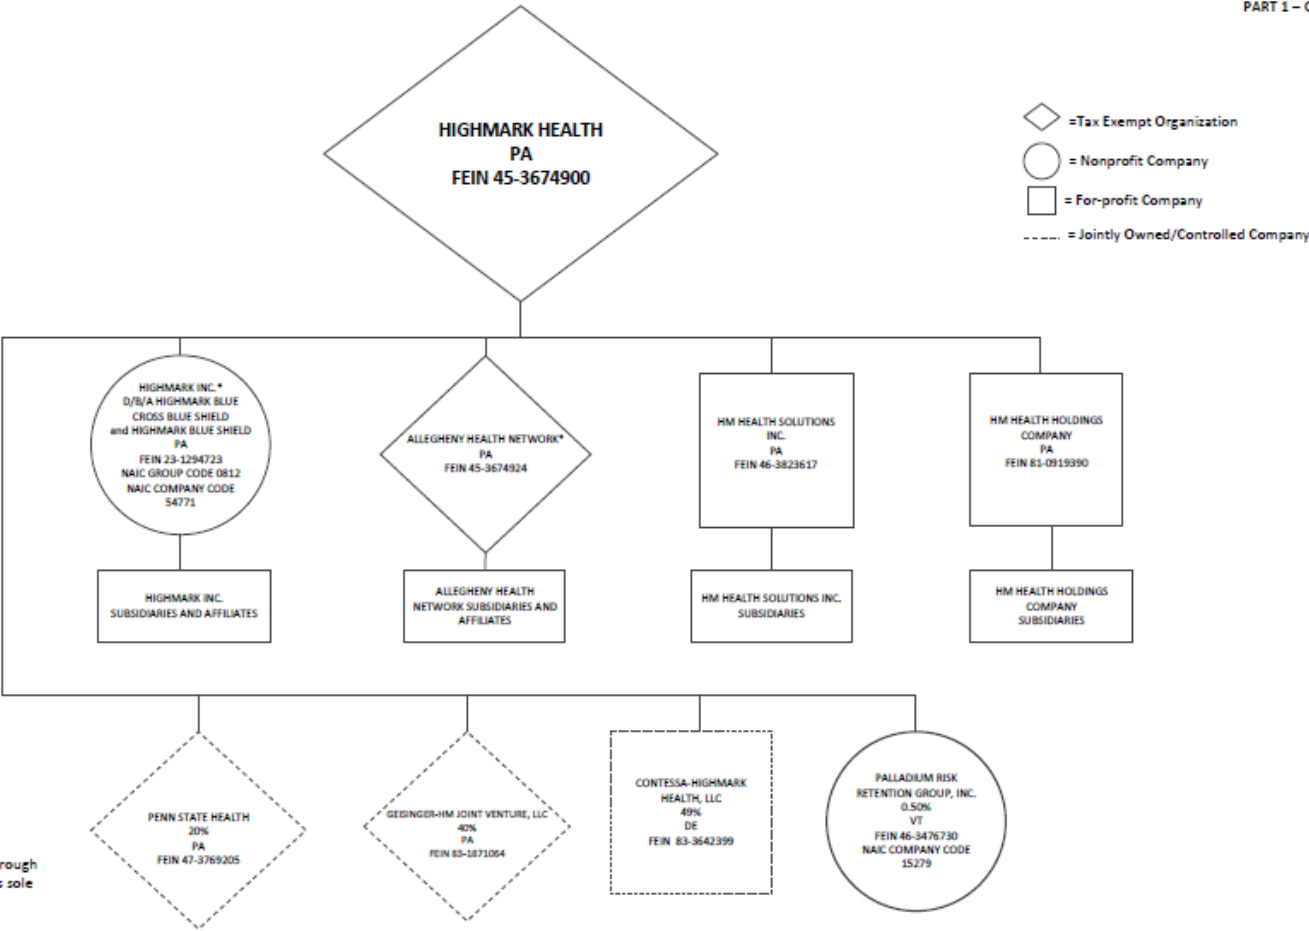 PART 1 –
HIGHMARK HEALTH
PA
FEIN 45-3674900
=Tax Exempt Organization
= Nonprofit Company
= For-profit Company
= Jointly Owned/Controlled Company
HIGHMARK INC.*
D/B/A HIGHMARK BLUE
CROSS BLUE SHIELD
and HIGHMARK BLUE SHIELD
PA
FEIN 23-1294723
NAIC GROUP CODE 0812
NAIC COMPANY CODE
54771
ALLEGHENY HEALTH NETWORK*
PA
FEIN 45-3674924
HM HEALTH SOLUTIONS
INC.
PA
FEIN 46-3823617
HM HEALTH HOLDINGS
COMPANY
PA
FEIN 81-0919390
HIGHMARK INC.
SUBSIDIARIES AND AFFILIATES
ALLEGHENY HEALTH
NETWORK SUBSIDIARIES AND
AFFILIATES
HM HEALTH SOLUTIONS INC.
SUBSIDIARIES
HM HEALTH HOLDINGS
COMPANY
SUBSIDIARIES
PENN STATE HEALTH
20%
PA
FEIN 47-3769205
GEISINGER-HM JOINT VENTURE, LLC
40%
PA
FEIN 83-1871064
CONTESSA-HIGHMARK
HEALTH, LLC
49%
DE
FEIN 83-3642399
PALLADIUM RISK
RETENTION GROUP, INC.
0.50%
VT
FEIN 46-3476730
NAIC COMPANY CODE
15279
rough
s sole